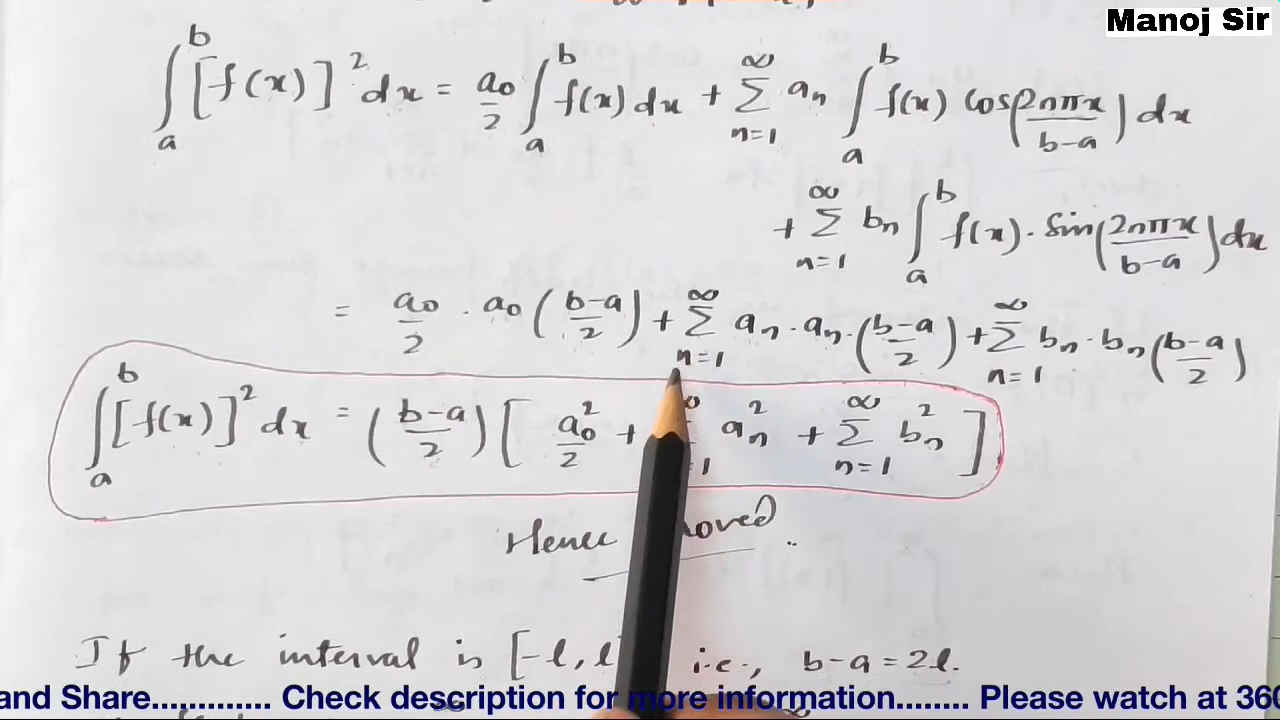 Manoj Sir
∫_a^b [f(x)]² dx = a₀/2 ∫_a^b f(x) dx + Σ_{n=1}^∞ aₙ ∫_a^b f(x) cos(2nπx/(b-a)) dx
+ Σ_{n=1}^∞ bₙ ∫_a^b f(x) · Sin(2nπx/(b-a)) dx
= a₀/2 · a₀ ((b-a)/2) + Σ_{n=1}^∞ aₙ · aₙ · ((b-a)/2) + Σ_{n=1}^∞ bₙ · bₙ ((b-a)/2)
∫_a^b [f(x)]² dx = ((b-a)/2) [ a₀²/2 + aₙ² + Σ_{n=1}^∞ bₙ² ]
Hence
If the interval is [-l, l i.e., b-a = 2l.
and Share............. Check description for more information........ Please watch at 360